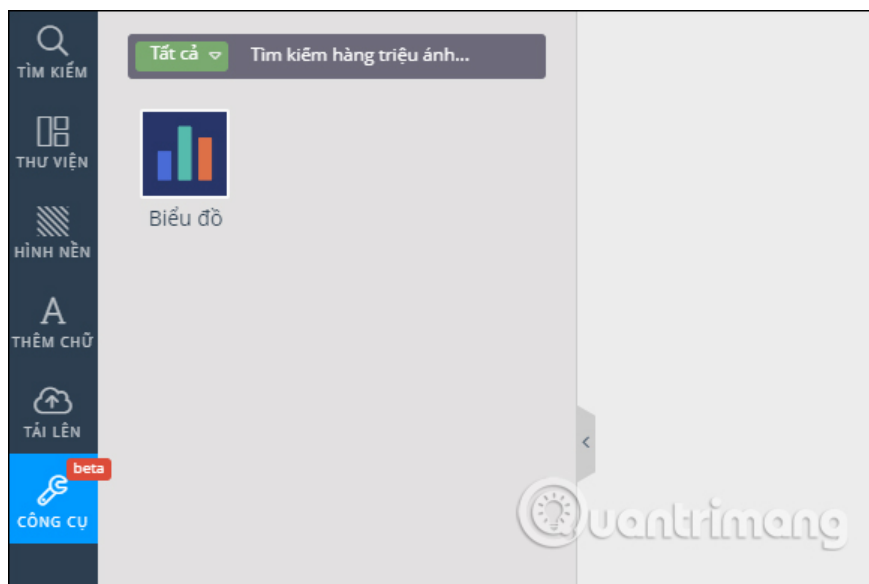 TÌM KIẾM
THƯ VIỆN
HÌNH NỀN
A
THÊM CHỮ
TẢI LÊN
beta
CÔNG CỤ
Tất cả
Tìm kiếm hàng triệu ảnh...
Biểu đồ
Quantrimang